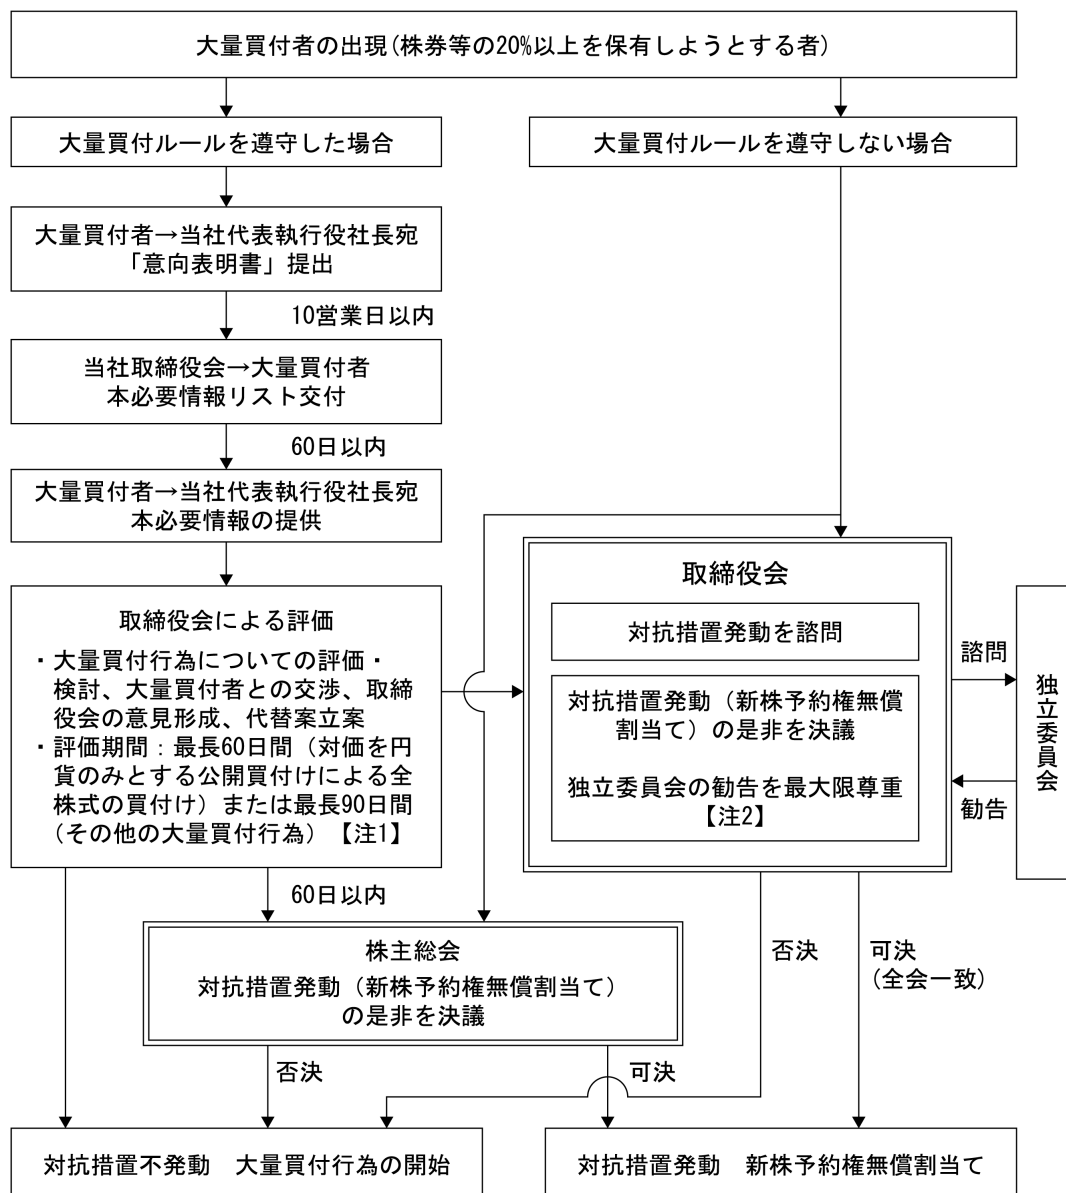 大量買付者の出現(株券等の20%以上を保有しようとする者)
大量買付ルールを遵守した場合
大量買付ルールを遵守しない場合
大量買付者→当社代表執行役社長宛
「意向表明書」提出
10営業日以内
当社取締役会→大量買付者
本必要情報リスト交付
60日以内
大量買付者→当社代表執行役社長宛
本必要情報の提供
取締役会による評価
・大量買付行為についての評価・
検討、大量買付者との交渉、取締
役会の意見形成、代替案立案
・評価期間：最長60日間（対価を円
貨のみとする公開買付けによる全
株式の買付け）または最長90日間
(その他の大量買付行為）【注1】
取締役会
対抗措置発動を諮問
対抗措置発動（新株予約権無償
割当て）の是非を決議
独立委員会の勧告を最大限尊重
【注2】
諮問
勧告
独立委員会
60日以内
株主総会
対抗措置発動（新株予約権無償割当て）
の是非を決議
否決
可決
(全会一致)
否決
可決
対抗措置不発動　大量買付行為の開始
対抗措置発動　新株予約権無償割当て